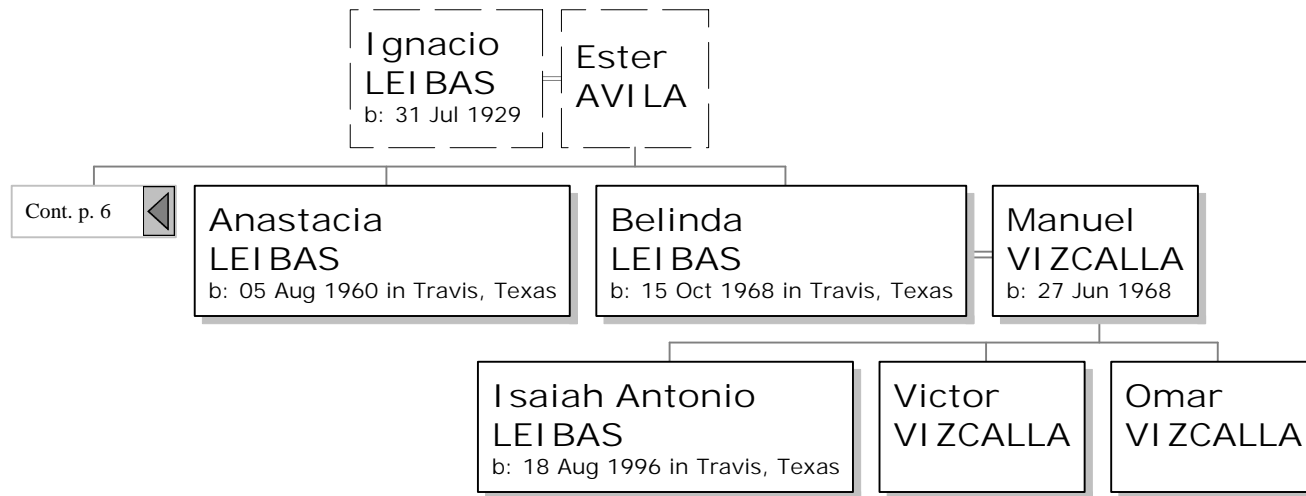 Ignacio
LEIBAS
b: 31 Jul 1929
Ester
AVILA
Cont. p. 6
Anastacia
LEIBAS
b: 05 Aug 1960 in Travis, Texas
Belinda
LEIBAS
b: 15 Oct 1968 in Travis, Texas
Manuel
VIZCALLA
b: 27 Jun 1968
Isaiah Antonio
LEIBAS
b: 18 Aug 1996 in Travis, Texas
Victor
VIZCALLA
Omar
VIZCALLA